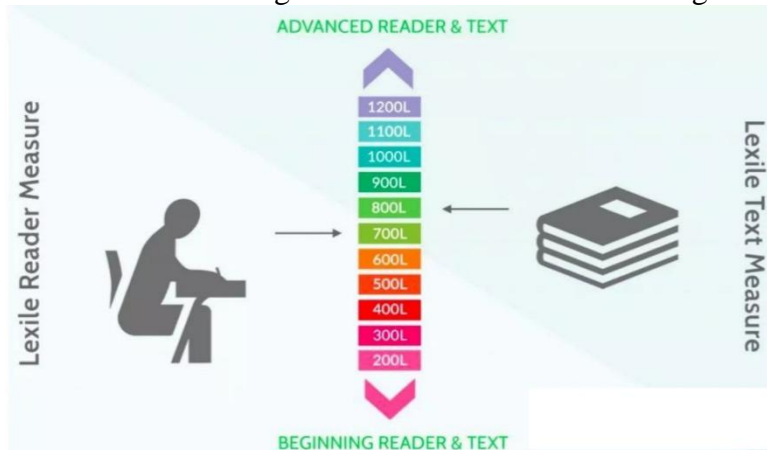 ADVANCED READER & TEXT
Lexile Reader Measure
1200L
1100L
1000L
900L
800L
700L
600L
500L
400L
300L
200L
Lexile Text Measure
BEGINNING READER & TEXT